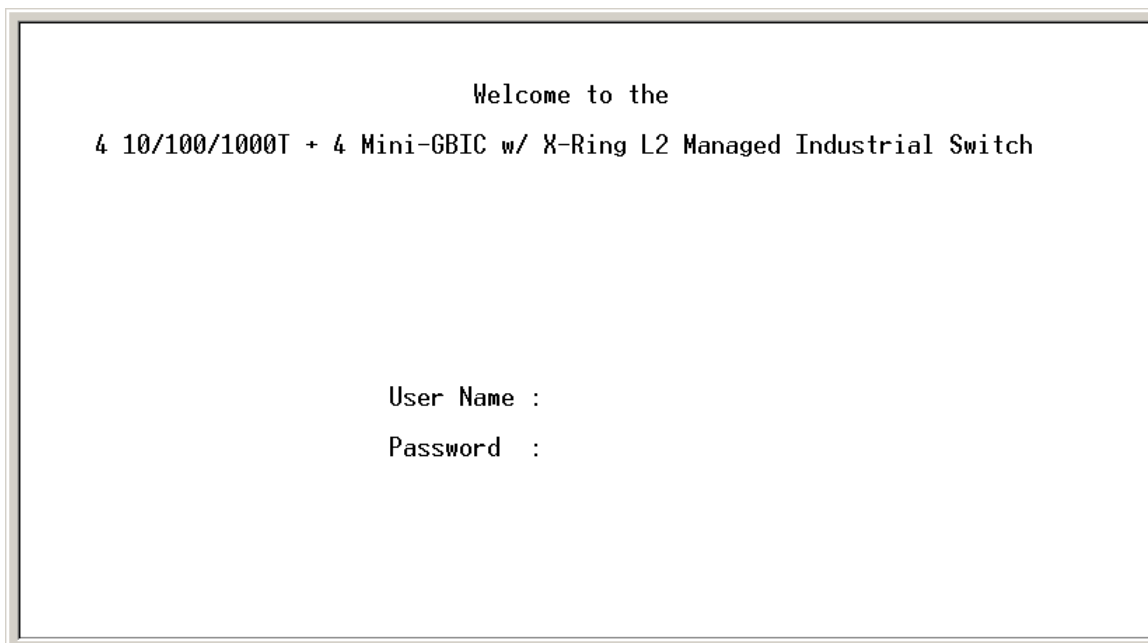 Welcome to the
4 10/100/1000T + 4 Mini-GBIC w/ X-Ring L2 Managed Industrial Switch
User Name :
Password :